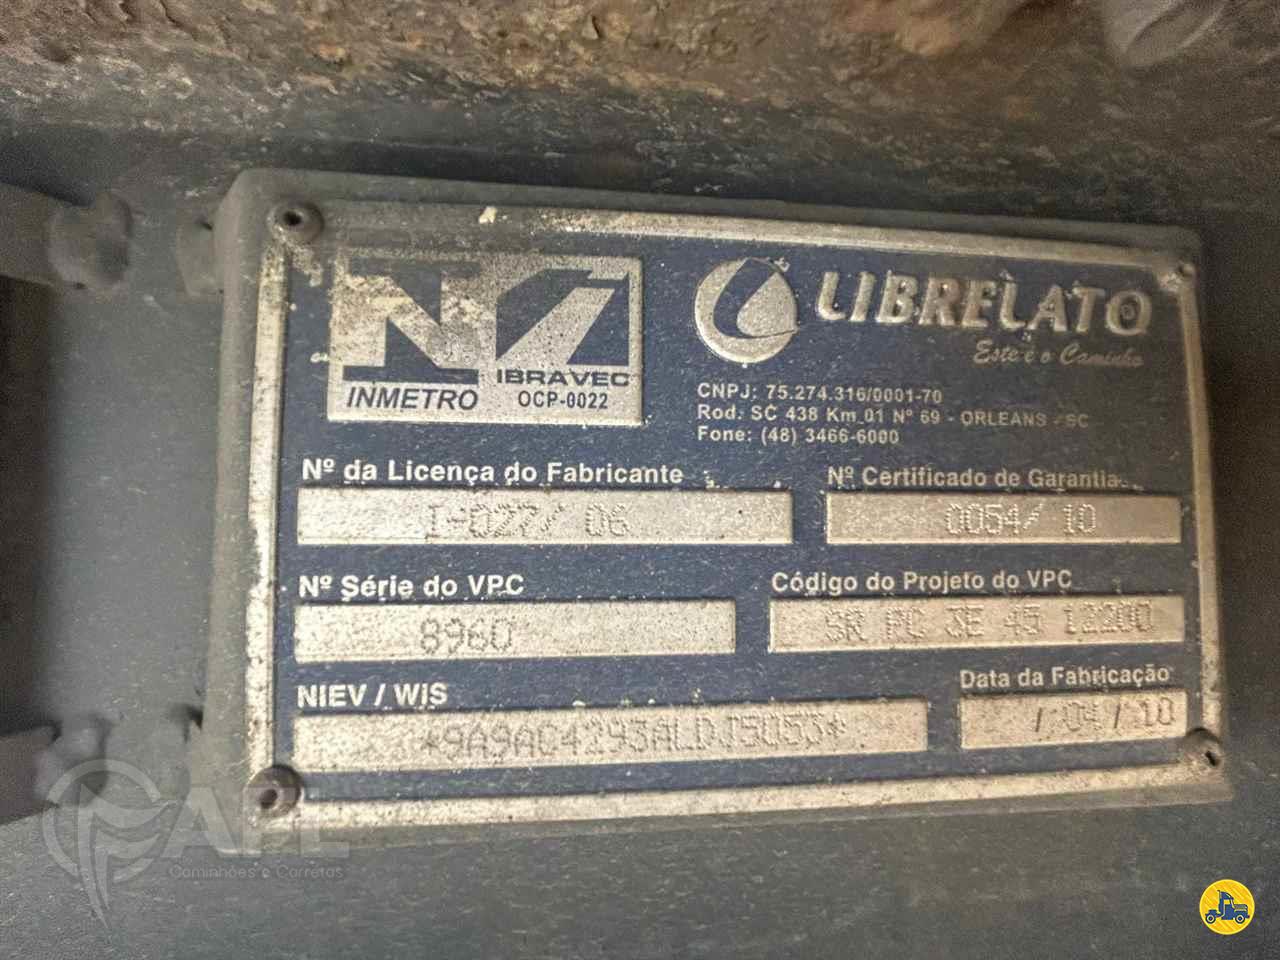 INMETRO
IBRAVEC
OCP-0022
LIBRELATO
Este é o Caminho
CNPJ: 75.274.316/0001-70
Rod. SC 438 Km 01 Nº 69 - ORLEANS - SC
Fone: (48) 3466-6000
Nº da Licença do Fabricante
I-027/ 06
Nº Certificado de Garantia
0054/ 10
Nº Série do VPC
8960
Código do Projeto do VPC
SR PC 3E 45 12200
NIEV / WIS
*9A9AC4293ALDJ5053*
Data da Fabricação
/ 04 / 10
Caminhões e Carretas